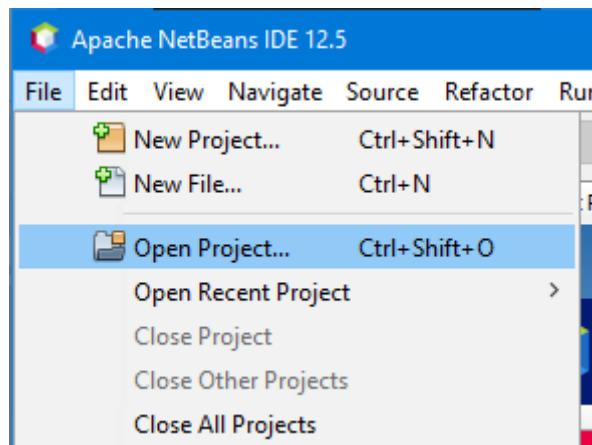 Apache NetBeans IDE 12.5
File Edit View Navigate Source Refactor
New Project... Ctrl+Shift+N
New File... Ctrl+N
Open Project... Ctrl+Shift+O
Open Recent Project >
Close Project
Close Other Projects
Close All Projects